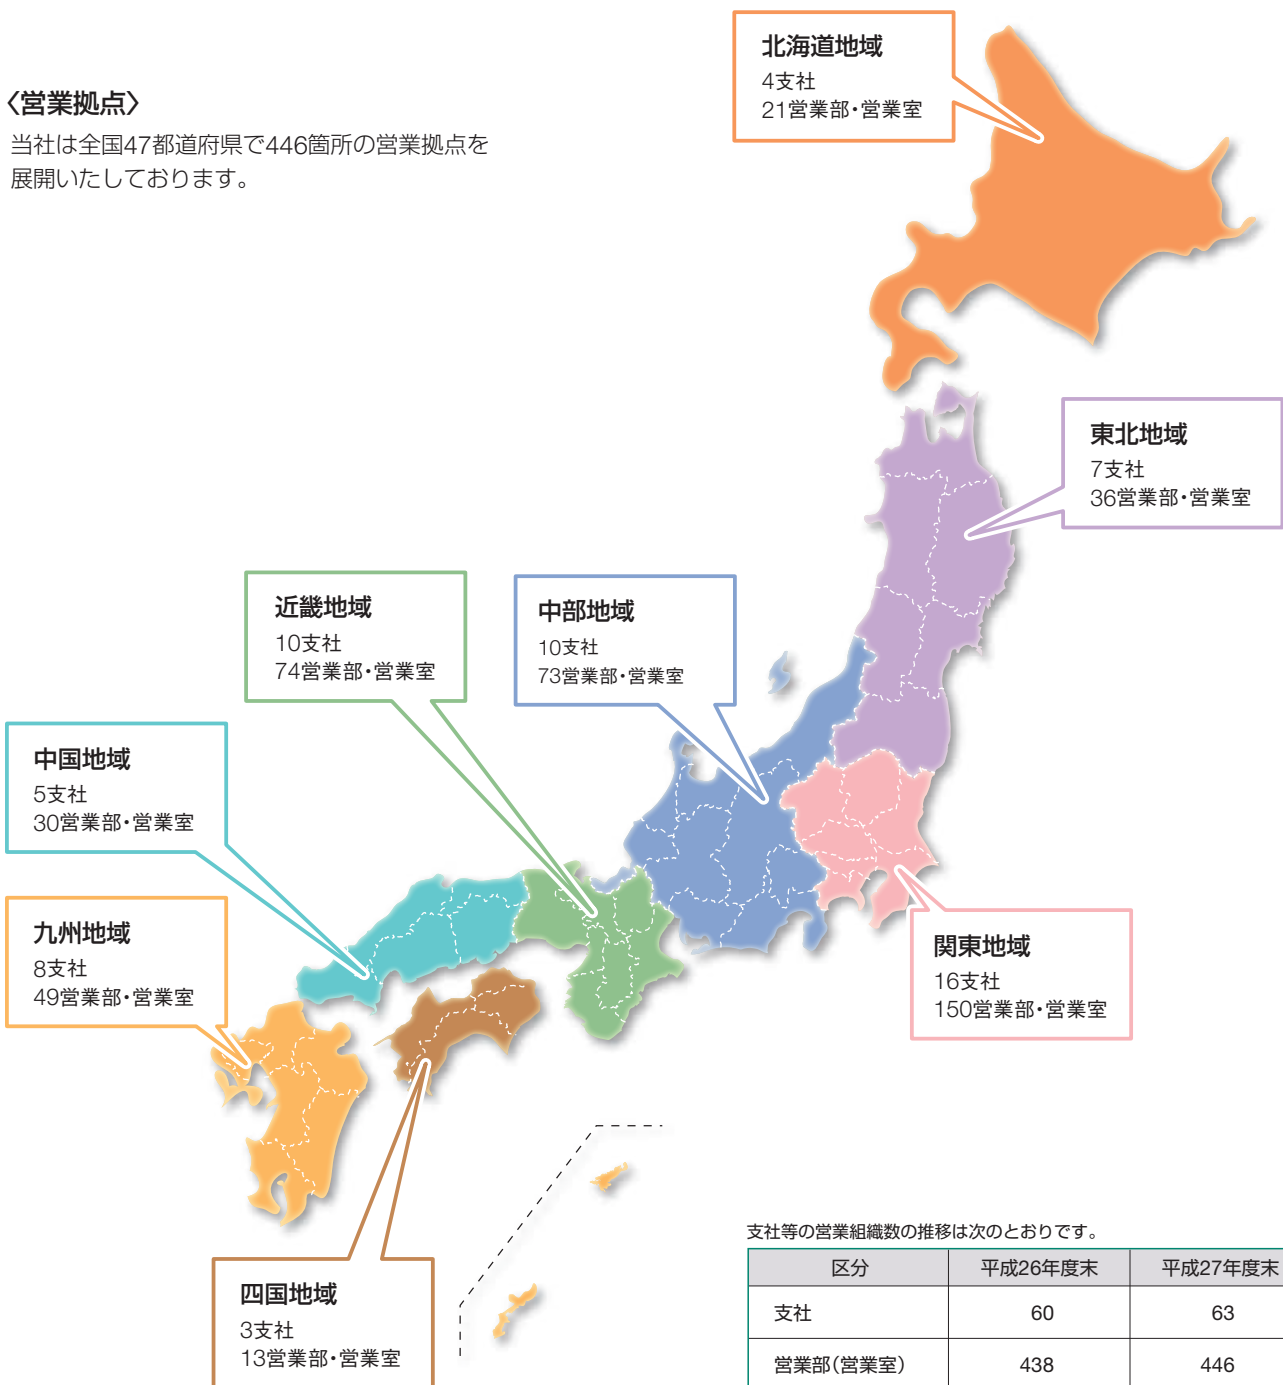 〈営業拠点〉
当社は全国47都道府県で446箇所の営業拠点を
展開いたしております。
北海道地域
4支社
21営業部・営業室
東北地域
7支社
36営業部・営業室
近畿地域
10支社
74営業部・営業室
中部地域
10支社
73営業部・営業室
中国地域
5支社
30営業部・営業室
九州地域
8支社
49営業部・営業室
関東地域
16支社
150営業部・営業室
四国地域
3支社
13営業部・営業室
支社等の営業組織数の推移は次のとおりです。
区分 平成26年度末 平成27年度末
支社 60 63
営業部(営業室) 438 446